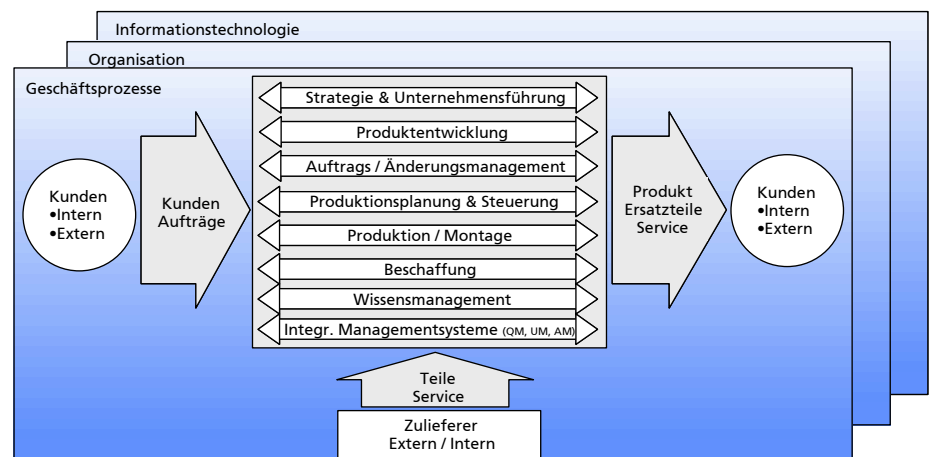 Informationstechnologie
Organisation
Geschäftsprozesse
Kunden
•Intern
•Extern
Kunden
Aufträge
Strategie & Unternehmensführung
Produktentwicklung
Auftrags / Änderungsmanagement
Produktionsplanung & Steuerung
Produktion / Montage
Beschaffung
Wissensmanagement
Integr. Managementsysteme (QM, UM, AM)
Produkt
Ersatzteile
Service
Kunden
•Intern
•Extern
Teile
Service
Zulieferer
Extern / Intern